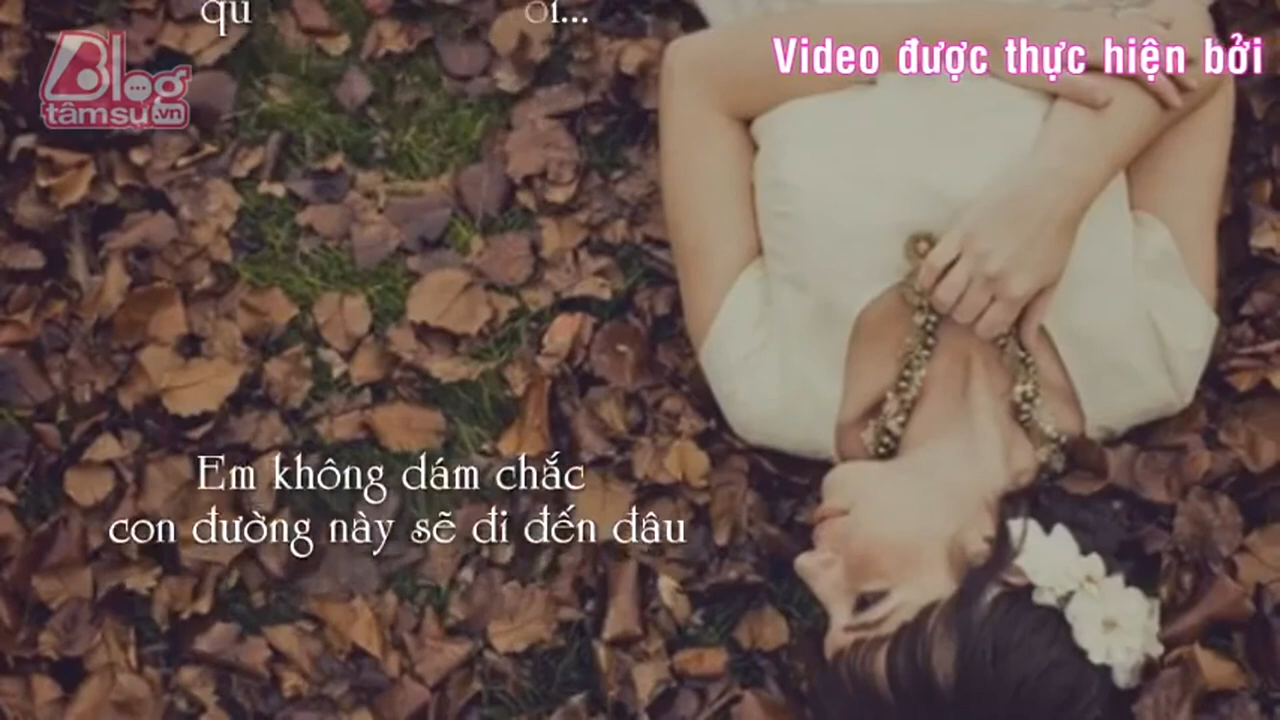 Blog
tâmsự.vn
Video được thực hiện bởi
Em không dám chắc
con đường này sẽ đi đến đâu